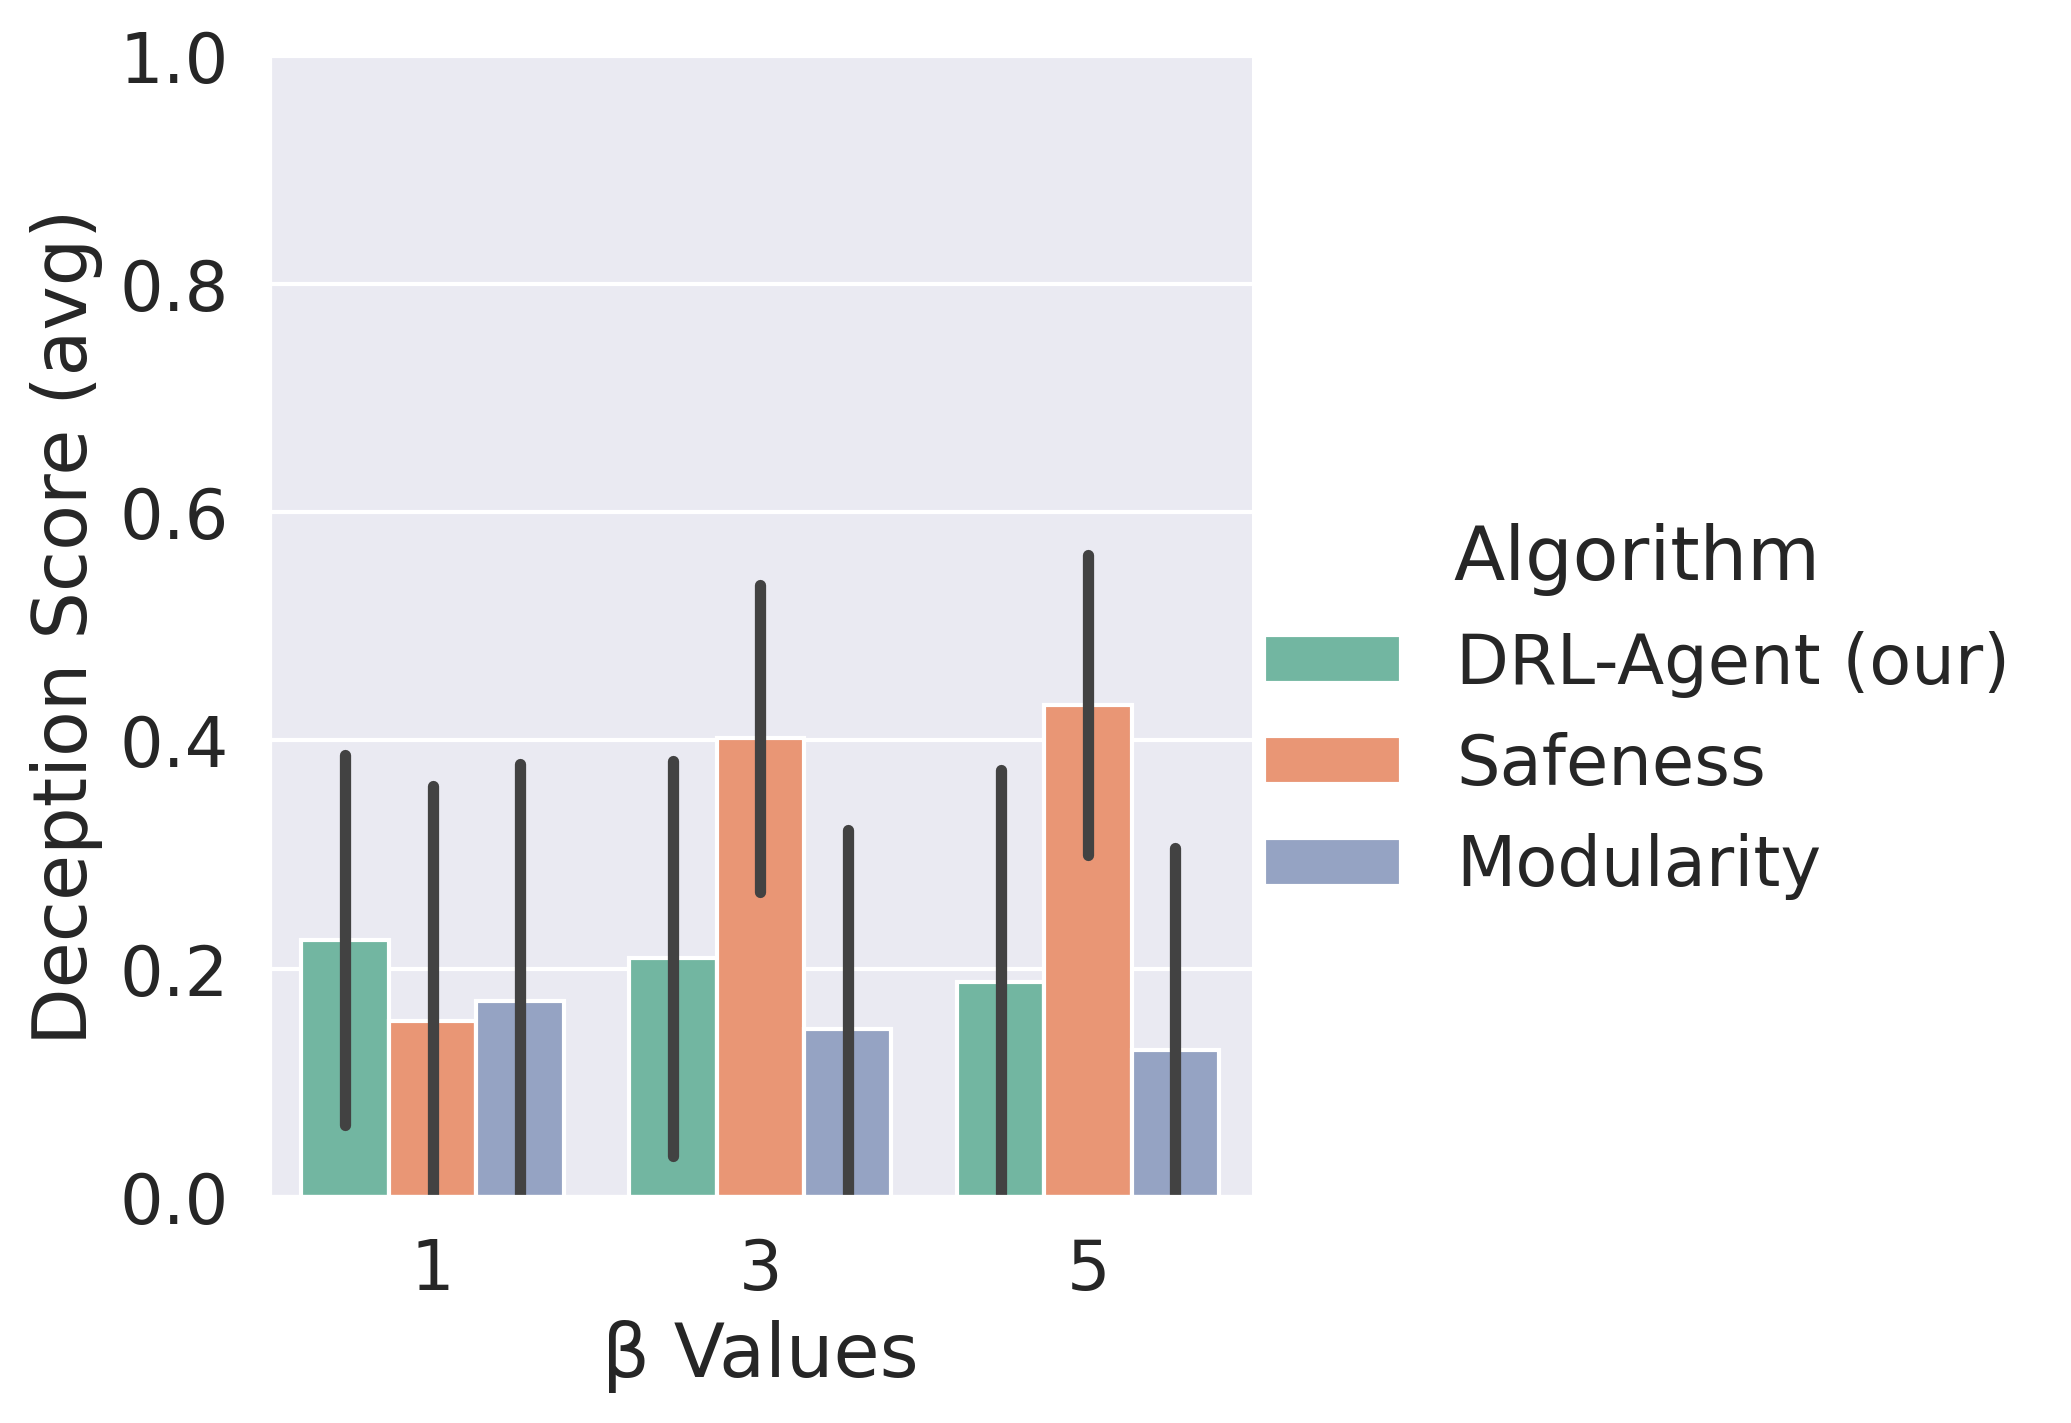 Deception Score (avg)
1.0
0.8
0.6
0.4
0.2
0.0
1 3 5
β Values
Algorithm
DRL-Agent (our)
Safeness
Modularity